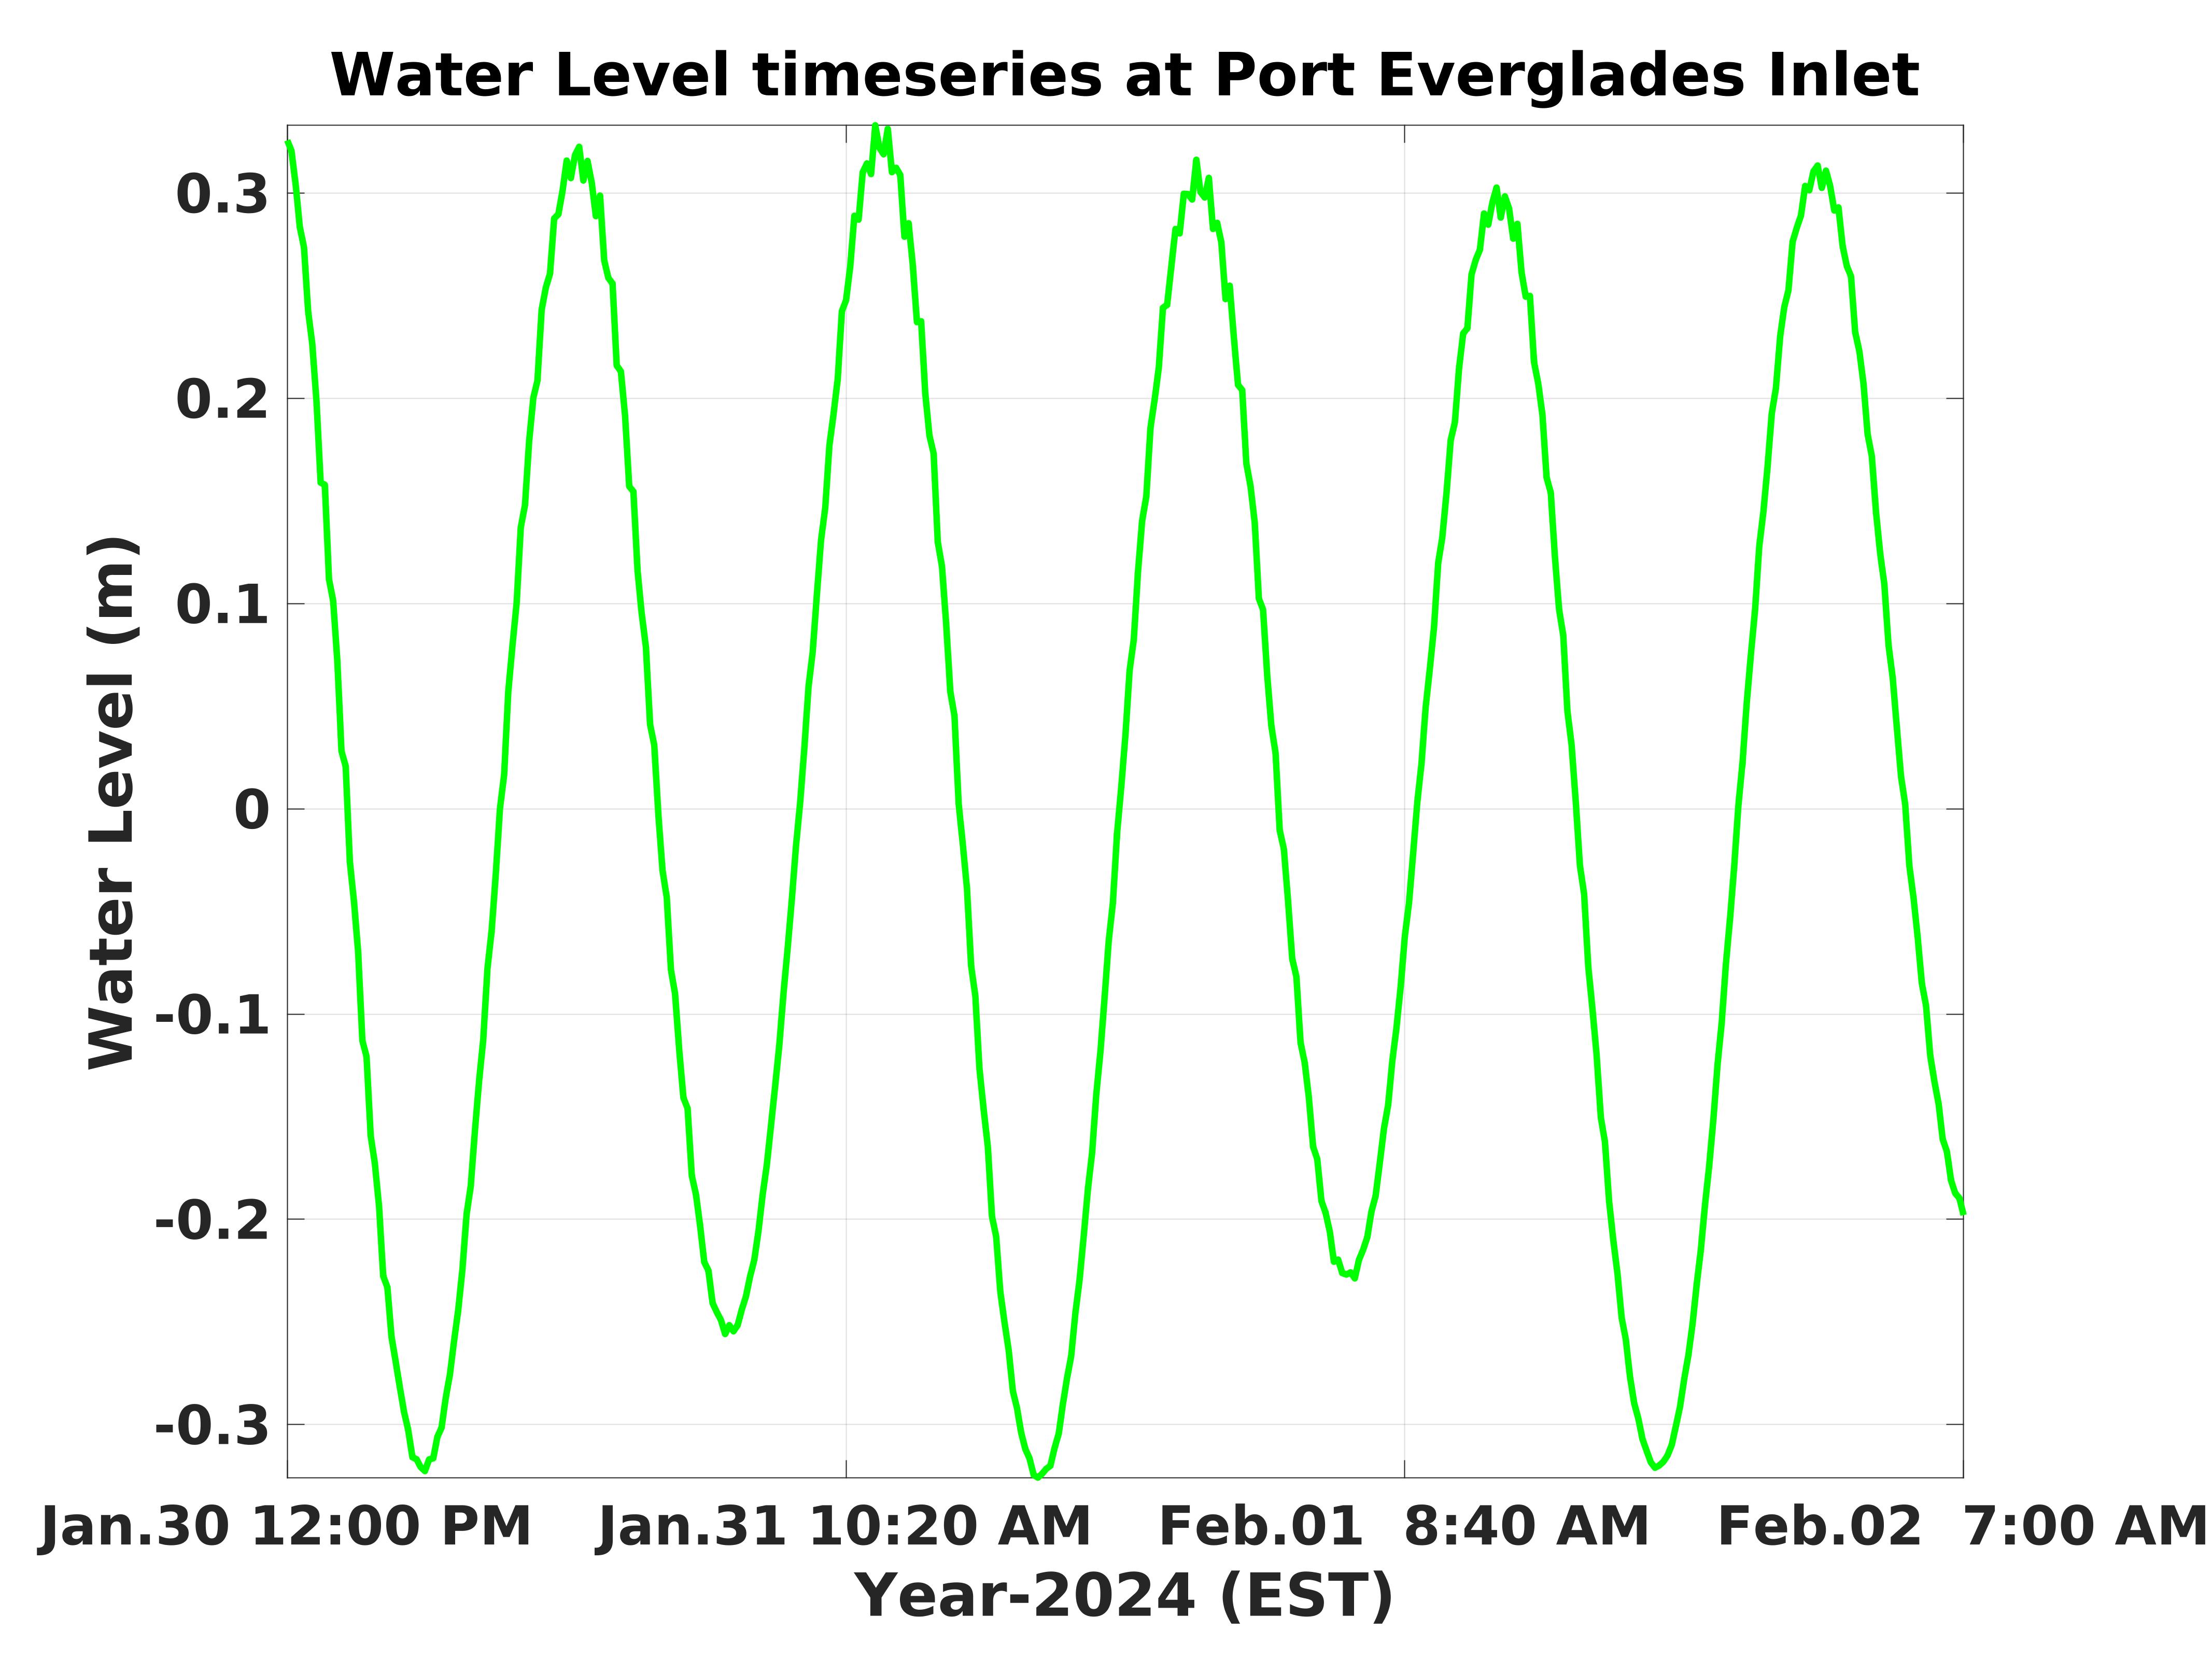 Water Level timeseries at Port Everglades Inlet
Water Level (m)
0.3
0.2
0.1
0
-0.1
-0.2
-0.3
Jan.30 12:00 PM Jan.31 10:20 AM Feb.01 8:40 AM Feb.02 7:00 AM
Year-2024 (EST)